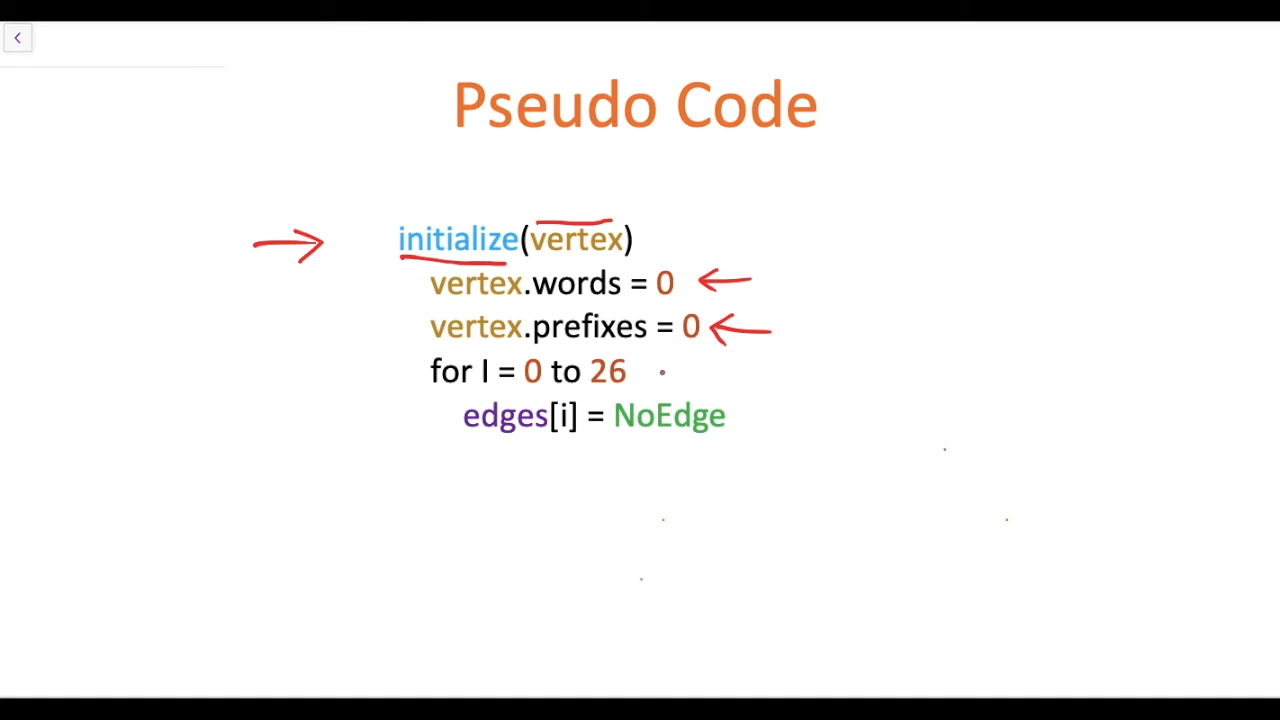 Pseudo Code
initialize(vertex)
vertex.words = 0
vertex.prefixes = 0
for I = 0 to 26
edges[i] = NoEdge